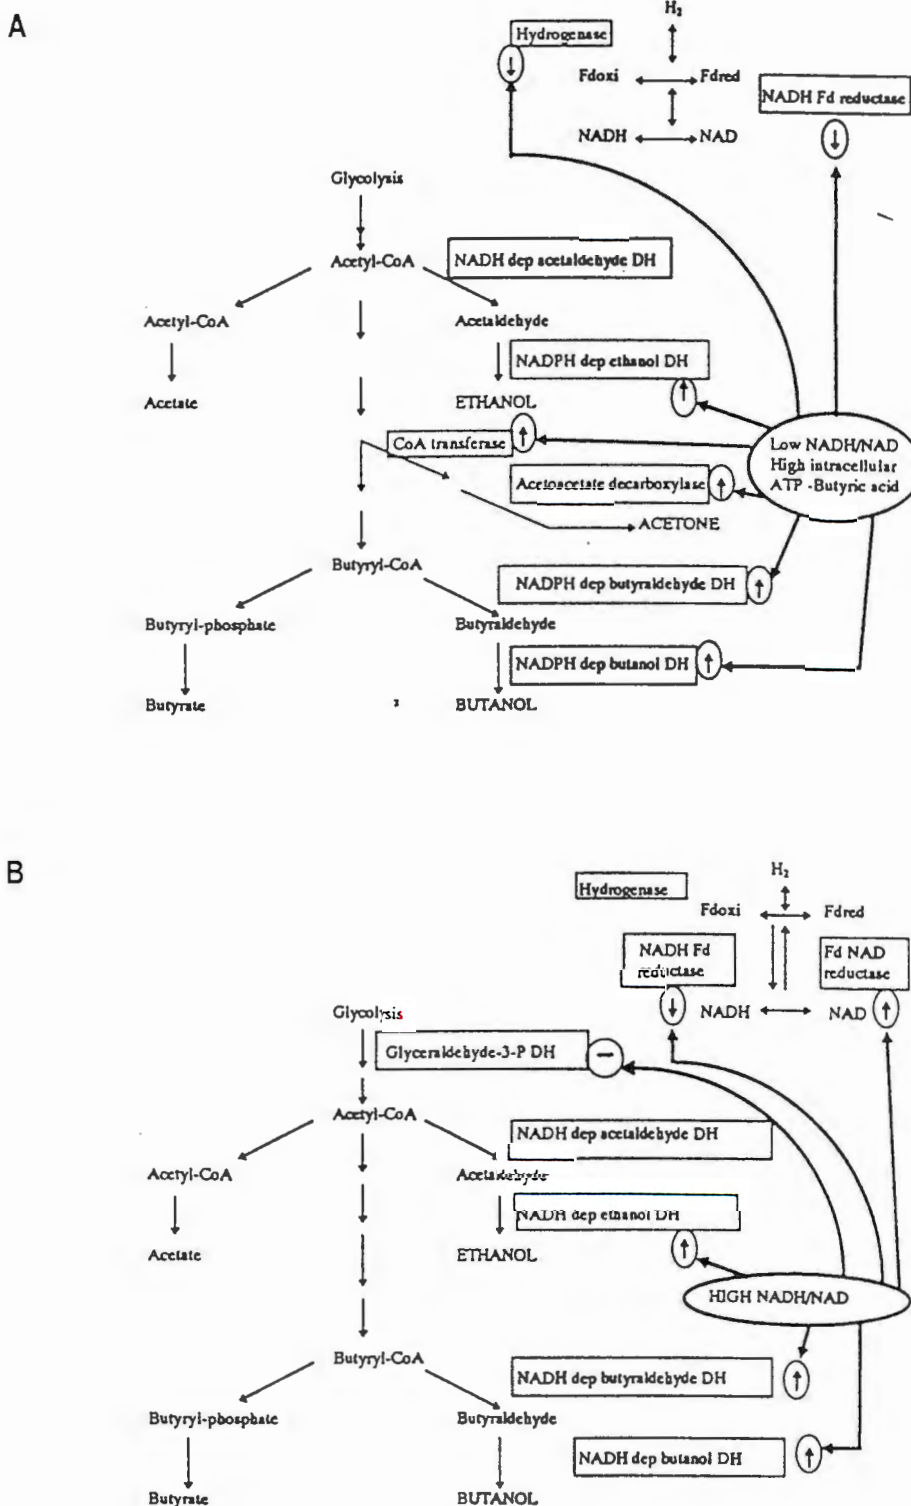 A
H₂
Hydrogenase
Fdoxi
Fdred
NADH Fd reductase
NADH
NAD
Glycolysis
Acetyl-CoA
NADH dep acetaldehyde DH
Acetyl-CoA
Acetaldehyde
NADPH dep ethanol DH
Acetate
ETHANOL
CoA transferase
Low NADH/NAD
High intracellular
ATP -Butyric acid
Acetoacetate decarboxylase
ACETONE
Butyryl-CoA
NADPH dep butyraldehyde DH
Butyryl-phosphate
Butyraldehyde
NADPH dep butanol DH
Butyrate
BUTANOL
B
H₂
Hydrogenase
Fdoxi
Fdred
NADH Fd
reductase
Fd NAD
reductase
NADH
NAD
Glycolysis
Glyceraldehyde-3-P DH
Acetyl-CoA
NADH dep acetaldehyde DH
Acetyl-CoA
Acetaldehyde
NADH dep ethanol DH
Acetate
ETHANOL
HIGH NADH/NAD
Butyryl-CoA
NADH dep butyraldehyde DH
Butyryl-phosphate
Butyraldehyde
NADH dep butanol DH
Butyrate
BUTANOL